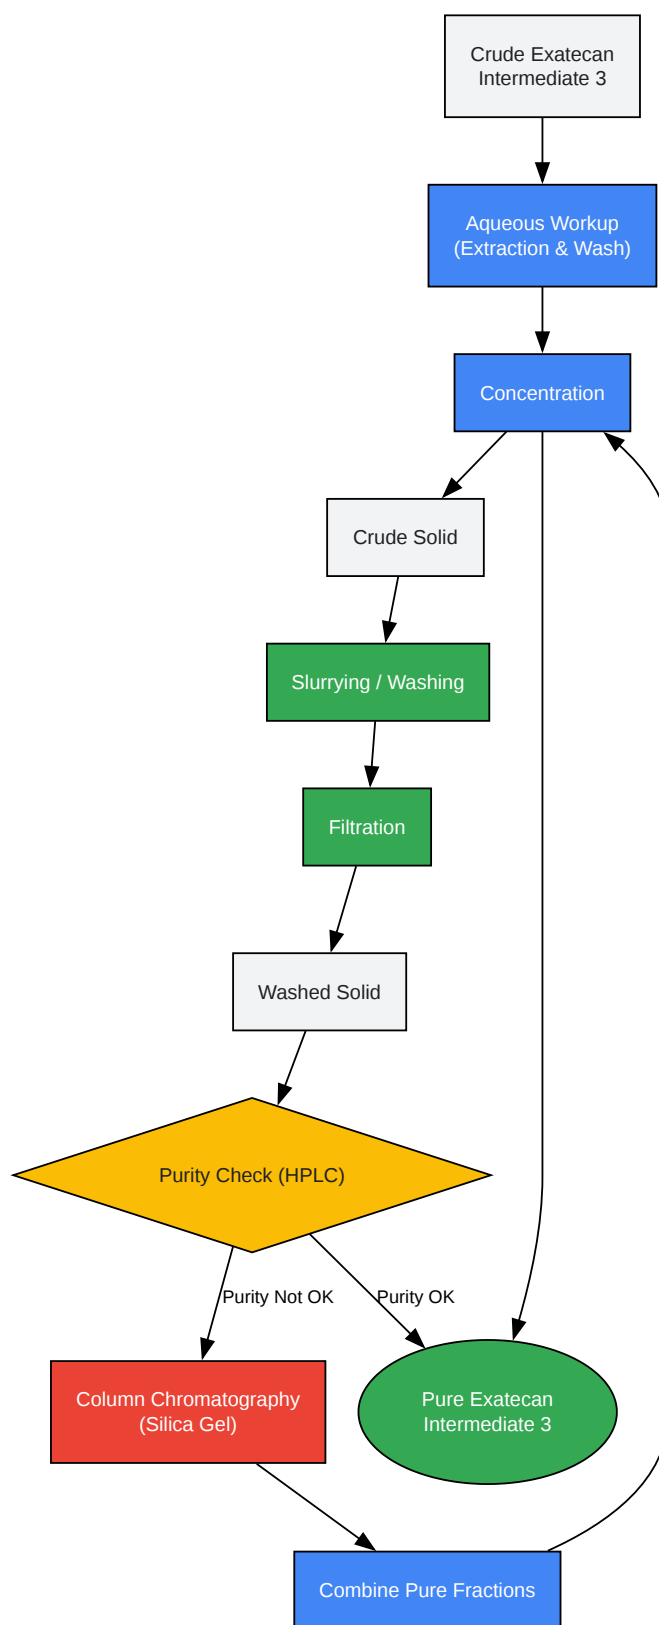 Crude Exatecan
Intermediate 3
Aqueous Workup
(Extraction & Wash)
Concentration
Crude Solid
Slurrying / Washing
Filtration
Washed Solid
Purity Check (HPLC)
Purity Not OK
Purity OK
Column Chromatography
(Silica Gel)
Pure Exatecan
Intermediate 3
Combine Pure Fractions